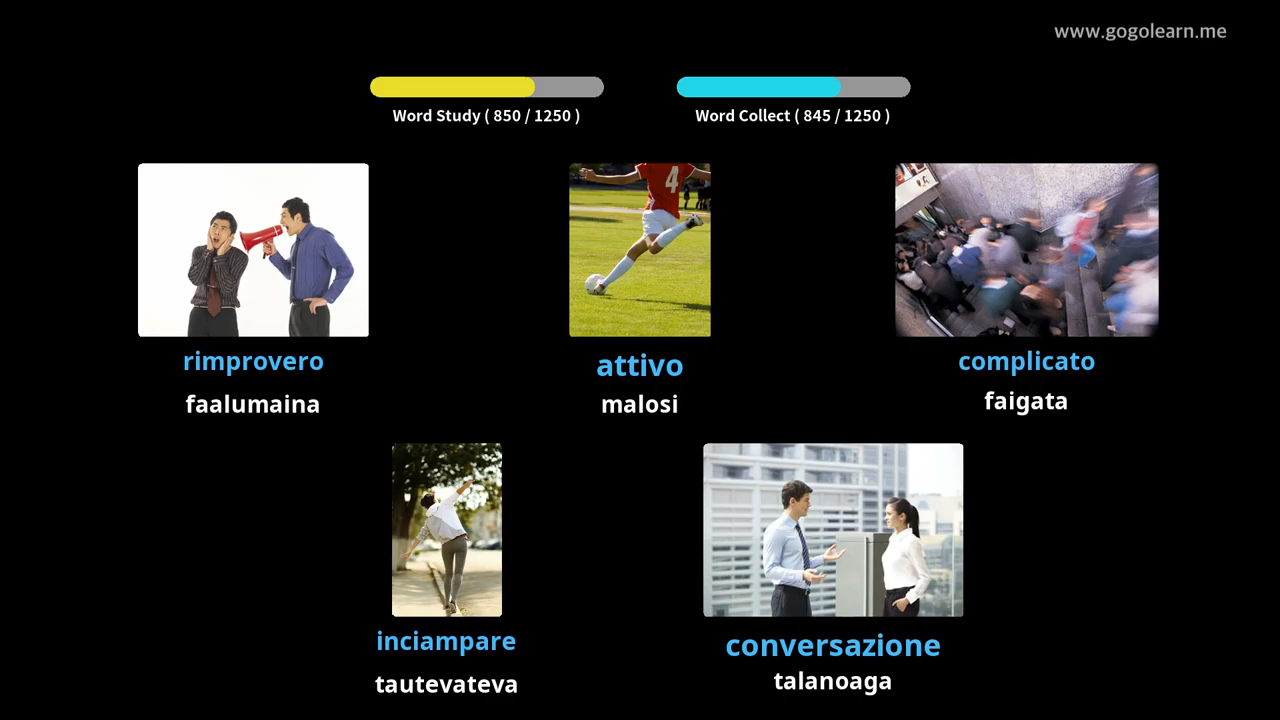 www.gogolearn.me
Word Study ( 850 / 1250 )
Word Collect ( 845 / 1250 )
4
rimprovero
attivo
complicato
faalumaina
malosi
faigata
inciampare
conversazione
tautevateva
talanoaga